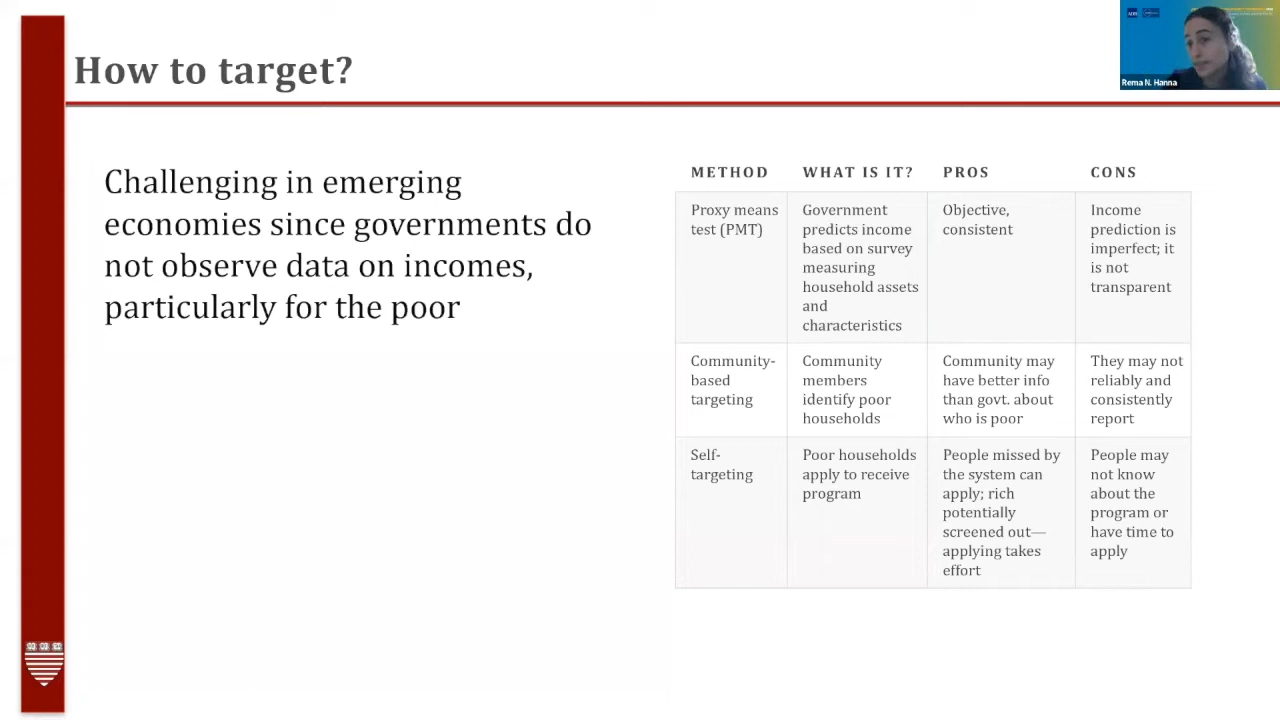 How to target?
Rema N. Hanna
Challenging in emerging
economies since governments do
not observe data on incomes,
particularly for the poor
METHOD WHAT IS IT? PROS CONS
Proxy means
test (PMT)
Government
predicts income
based on survey
measuring
household assets
and
characteristics
Objective,
consistent
Income
prediction is
imperfect; it
is not
transparent
Community-
based
targeting
Community
members
identify poor
households
Community may
have better info
than govt. about
who is poor
They may not
reliably and
consistently
report
Self-
targeting
Poor households
apply to receive
program
People missed by
the system can
apply; rich
potentially
screened out—
applying takes
effort
People may
not know
about the
program or
have time to
apply
ADB